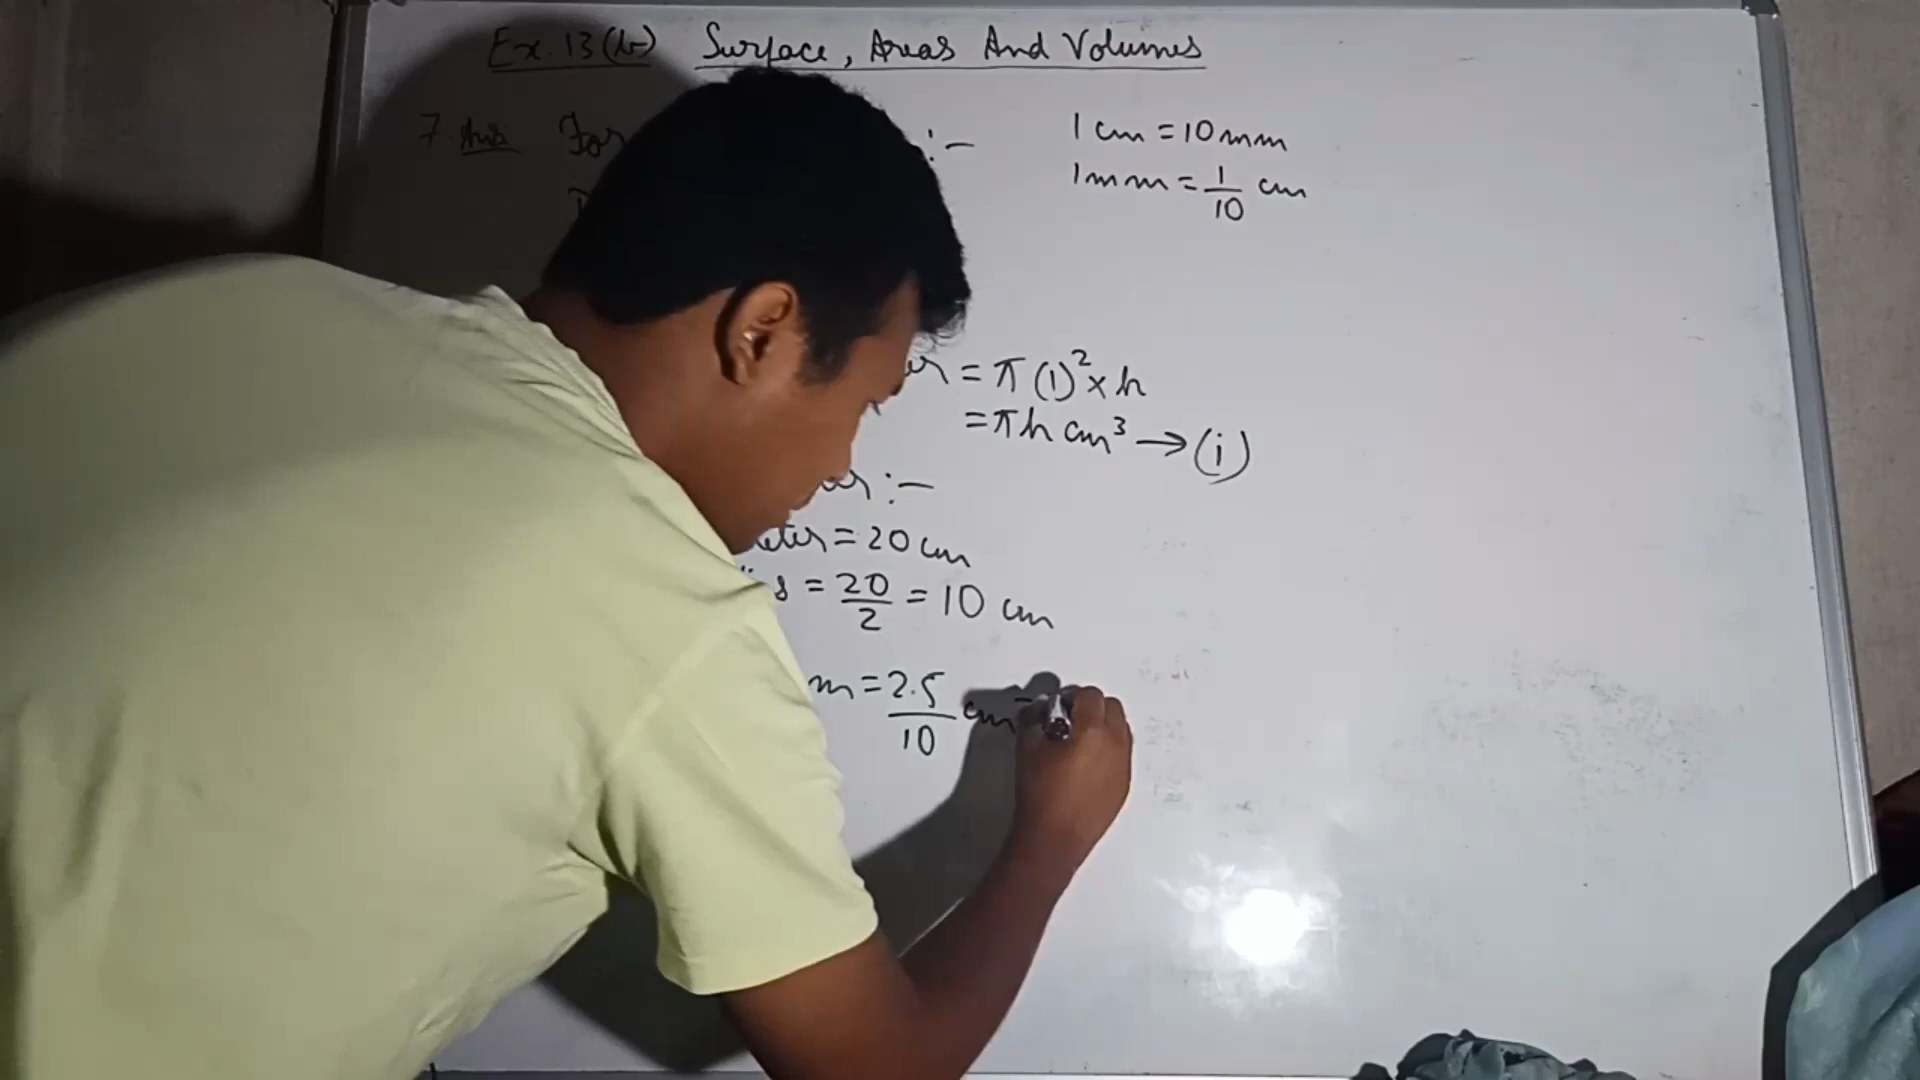 Ex. 13(b) Surface, Areas And Volumes
7. Ans For :-
1 cm = 10 mm
1 mm = 1/10 cm
= π (1)² × h
= πh cm³ → (i)
:-
= 20 cm
= 20/2 = 10 cm
m = 2.5/10 cm =